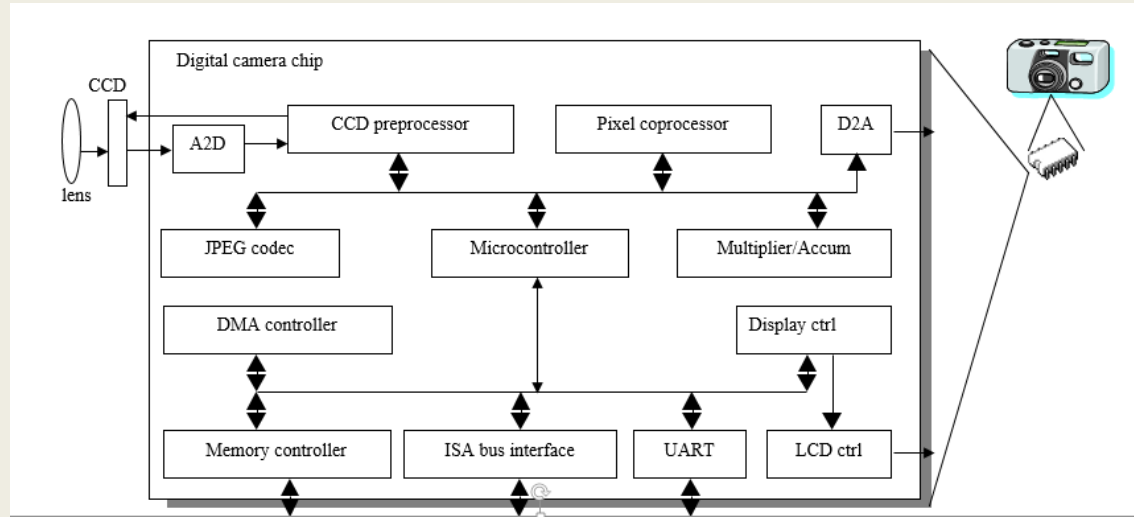 Digital camera chip
CCD
CCD preprocessor
Pixel coprocessor
D2A
A2D
lens
JPEG codec
Microcontroller
Multiplier/Accum
DMA controller
Display ctrl
Memory controller
ISA bus interface
UART
LCD ctrl